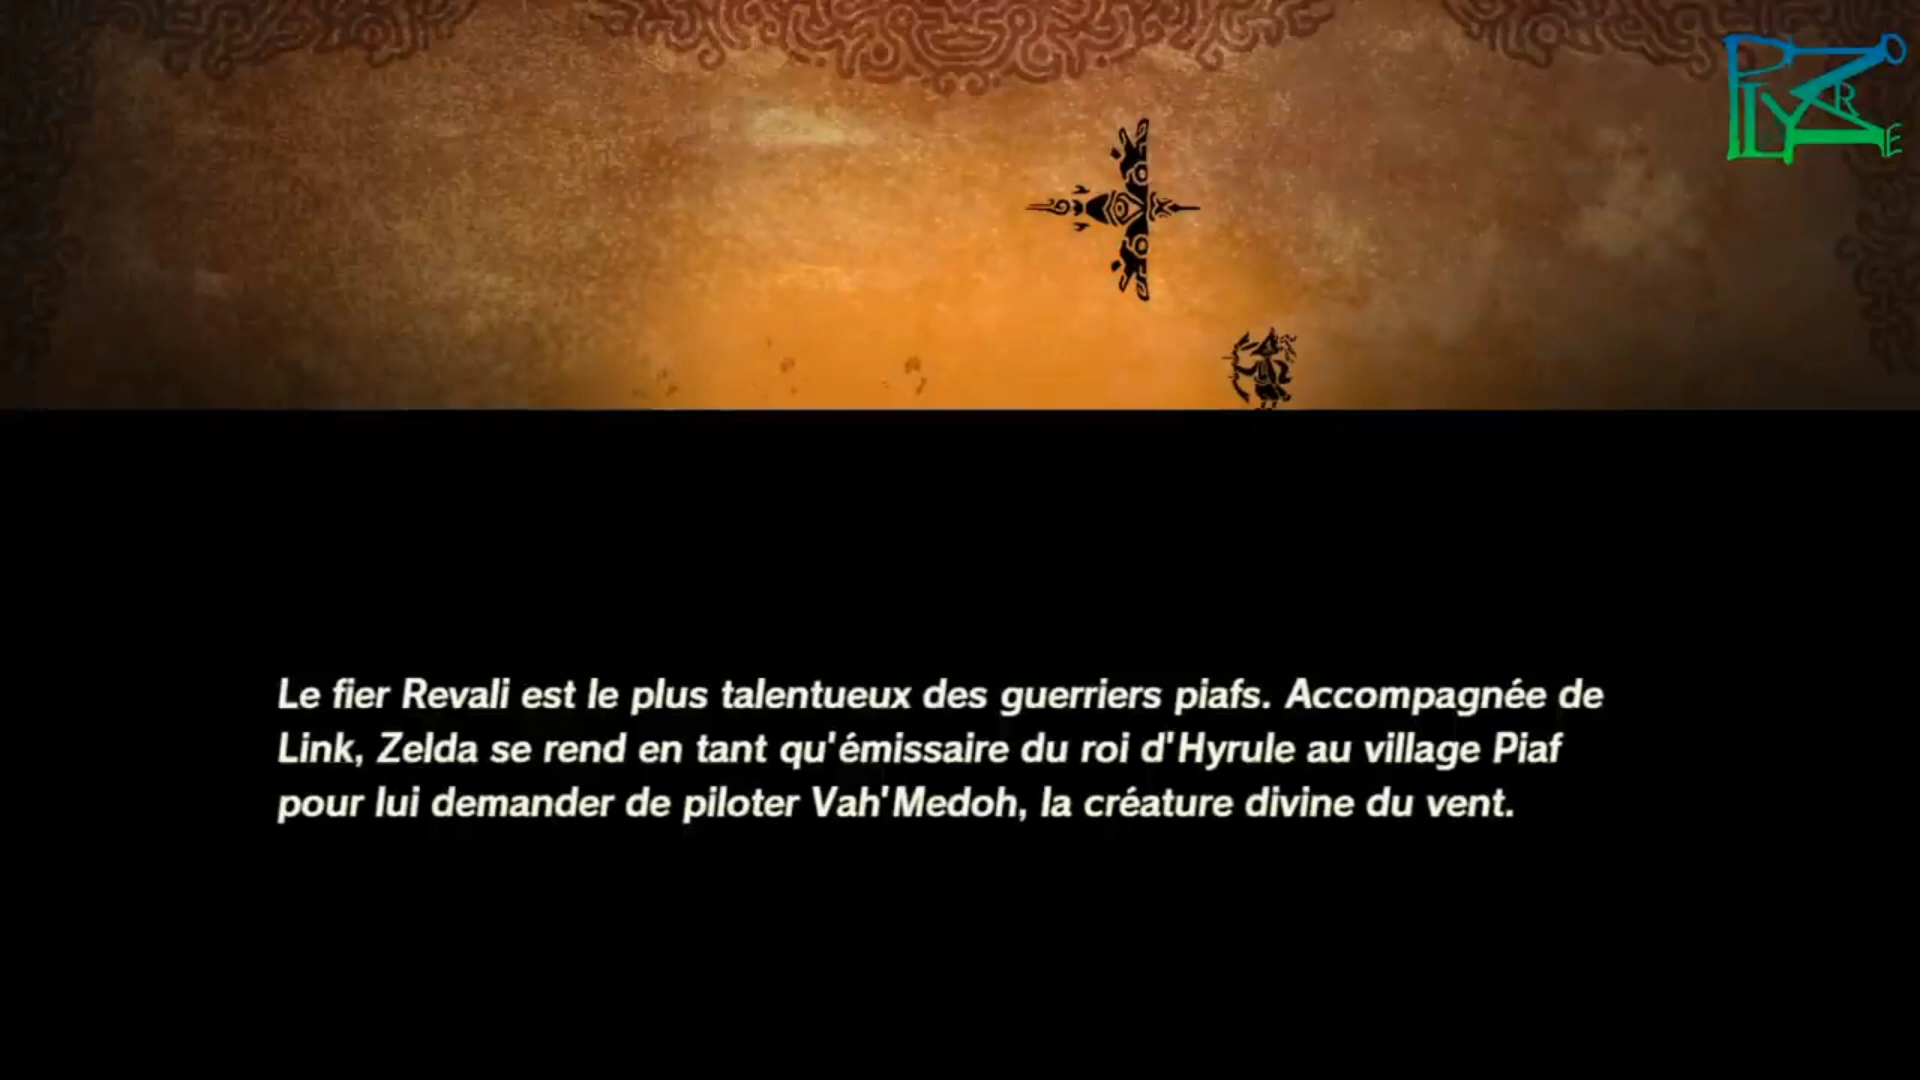 Le fier Revali est le plus talentueux des guerriers piafs. Accompagnée de
Link, Zelda se rend en tant qu'émissaire du roi d'Hyrule au village Piaf
pour lui demander de piloter Vah'Medoh, la créature divine du vent.